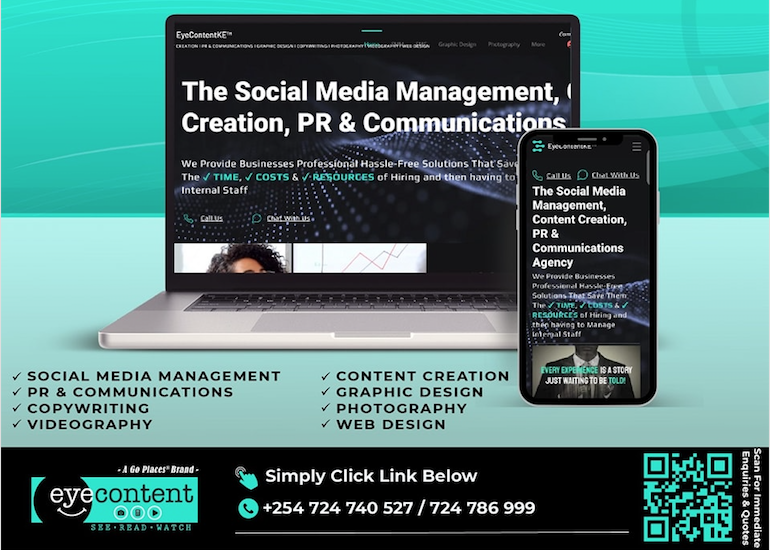 EyeContentKE™
CREATION | PR & COMMUNICATIONS | GRAPHIC DESIGN | COPYWRITING | PHOTOGRAPHY | VIDEOGRAPHY | WEB DESIGN
Graphic Design Photography More
The Social Media Management,
Creation, PR & Communications
We Provide Businesses Professional Hassle-Free Solutions That Save
The ✓ TIME, ✓ COSTS & ✓ RESOURCES of Hiring and then having to
Internal Staff
Call Us Chat With Us
EyeContentKE™
Call Us Chat With Us
The Social Media
Management,
Content Creation,
PR &
Communications
Agency
We Provide Businesses
Professional Hassle-Free
Solutions That Save Them
The ✓ TIME, ✓ COSTS & ✓
RESOURCES of Hiring and
then having to Manage
Internal Staff
EVERY EXPERIENCE IS A STORY
JUST WAITING TO BE TOLD!
✓ SOCIAL MEDIA MANAGEMENT
✓ PR & COMMUNICATIONS
✓ COPYWRITING
✓ VIDEOGRAPHY
✓ CONTENT CREATION
✓ GRAPHIC DESIGN
✓ PHOTOGRAPHY
✓ WEB DESIGN
- A Go Places® Brand -
eyecontent
SEE • READ • WATCH
Simply Click Link Below
+254 724 740 527 / 724 786 999
Scan For Immediate
Enquiries & Quotes